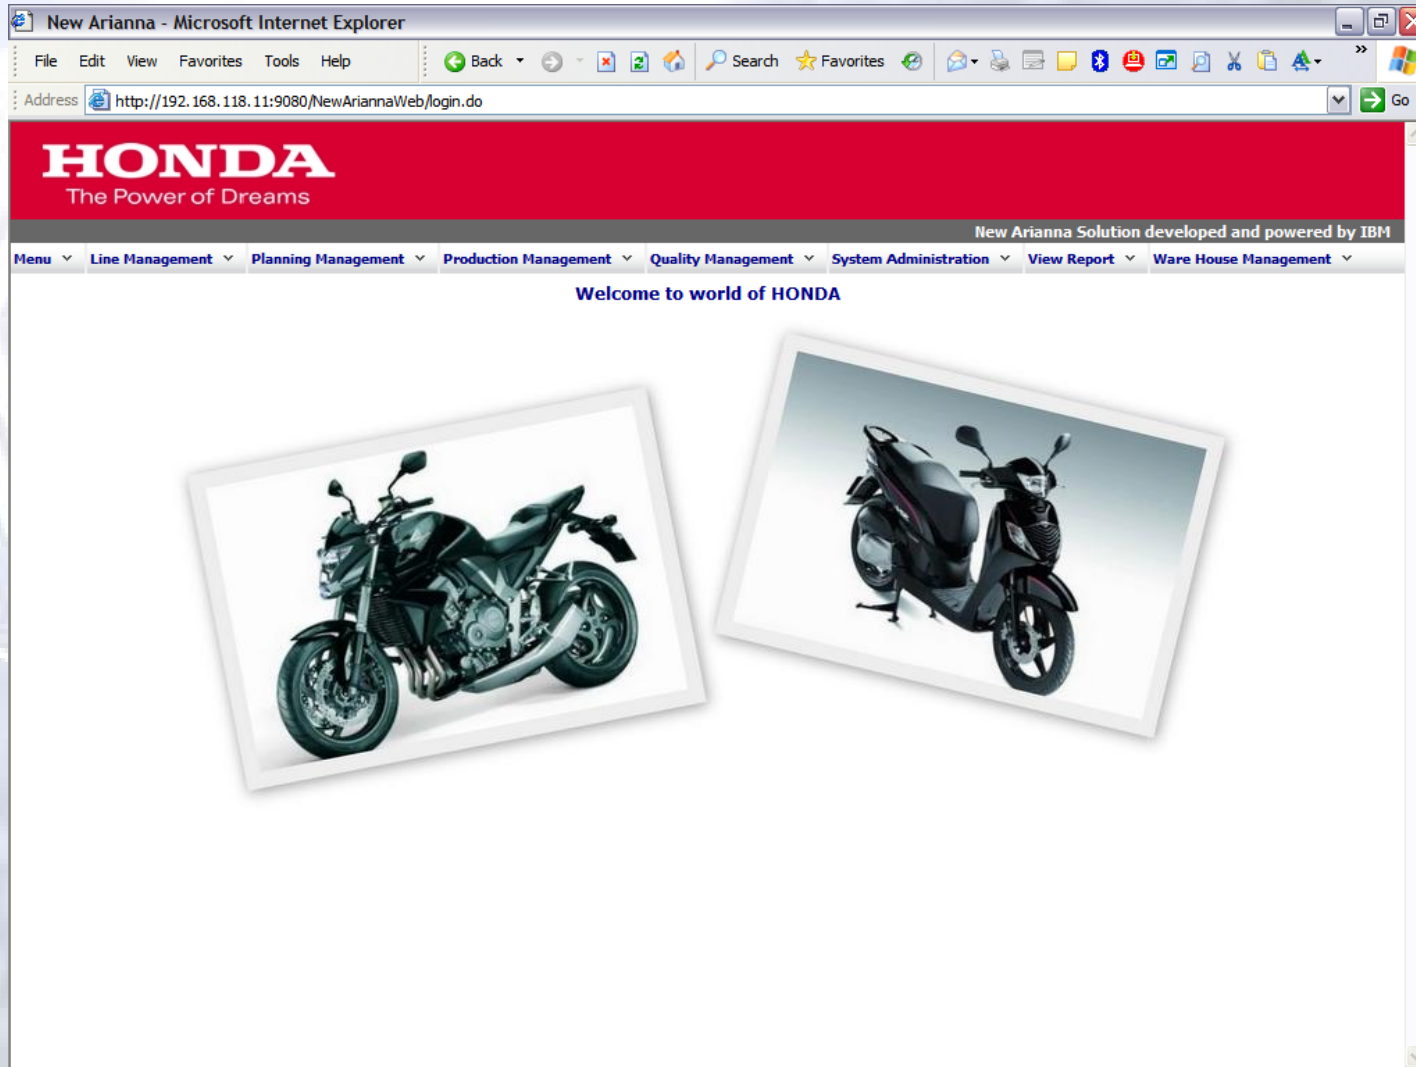 New Arianna - Microsoft Internet Explorer
File Edit View Favorites Tools Help Back Search Favorites »
Address http://192.168.118.11:9080/NewAriannaWeb/login.do Go
HONDA
The Power of Dreams
New Arianna Solution developed and powered by IBM
Menu Line Management Planning Management Production Management Quality Management System Administration View Report Ware House Management
Welcome to world of HONDA